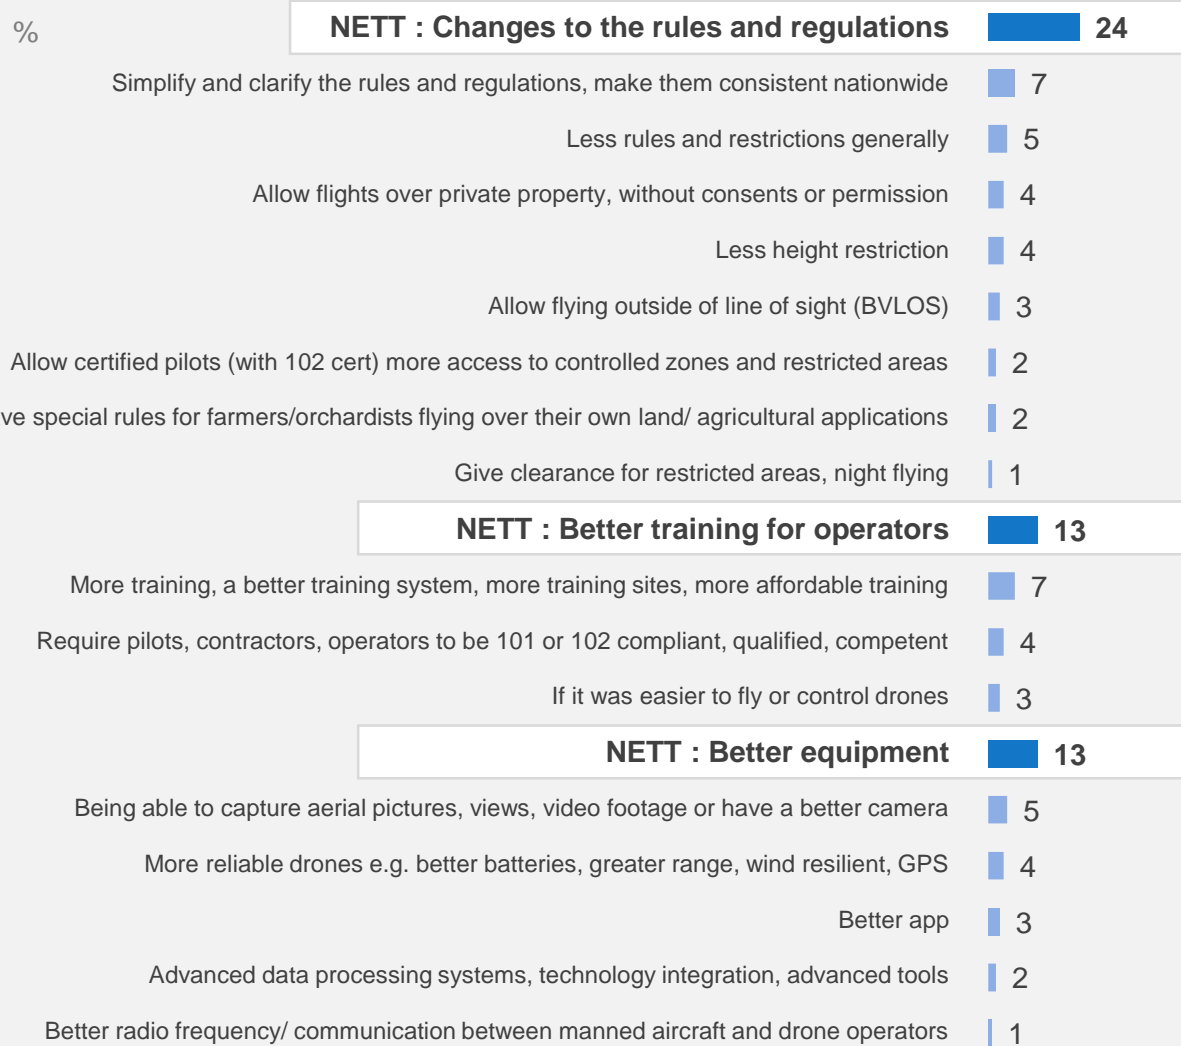 %
NETT : Changes to the rules and regulations 24
Simplify and clarify the rules and regulations, make them consistent nationwide 7
Less rules and restrictions generally 5
Allow flights over private property, without consents or permission 4
Less height restriction 4
Allow flying outside of line of sight (BVLOS) 3
Allow certified pilots (with 102 cert) more access to controlled zones and restricted areas 2
ve special rules for farmers/orchardists flying over their own land/ agricultural applications 2
Give clearance for restricted areas, night flying 1
NETT : Better training for operators 13
More training, a better training system, more training sites, more affordable training 7
Require pilots, contractors, operators to be 101 or 102 compliant, qualified, competent 4
If it was easier to fly or control drones 3
NETT : Better equipment 13
Being able to capture aerial pictures, views, video footage or have a better camera 5
More reliable drones e.g. better batteries, greater range, wind resilient, GPS 4
Better app 3
Advanced data processing systems, technology integration, advanced tools 2
Better radio frequency/ communication between manned aircraft and drone operators 1